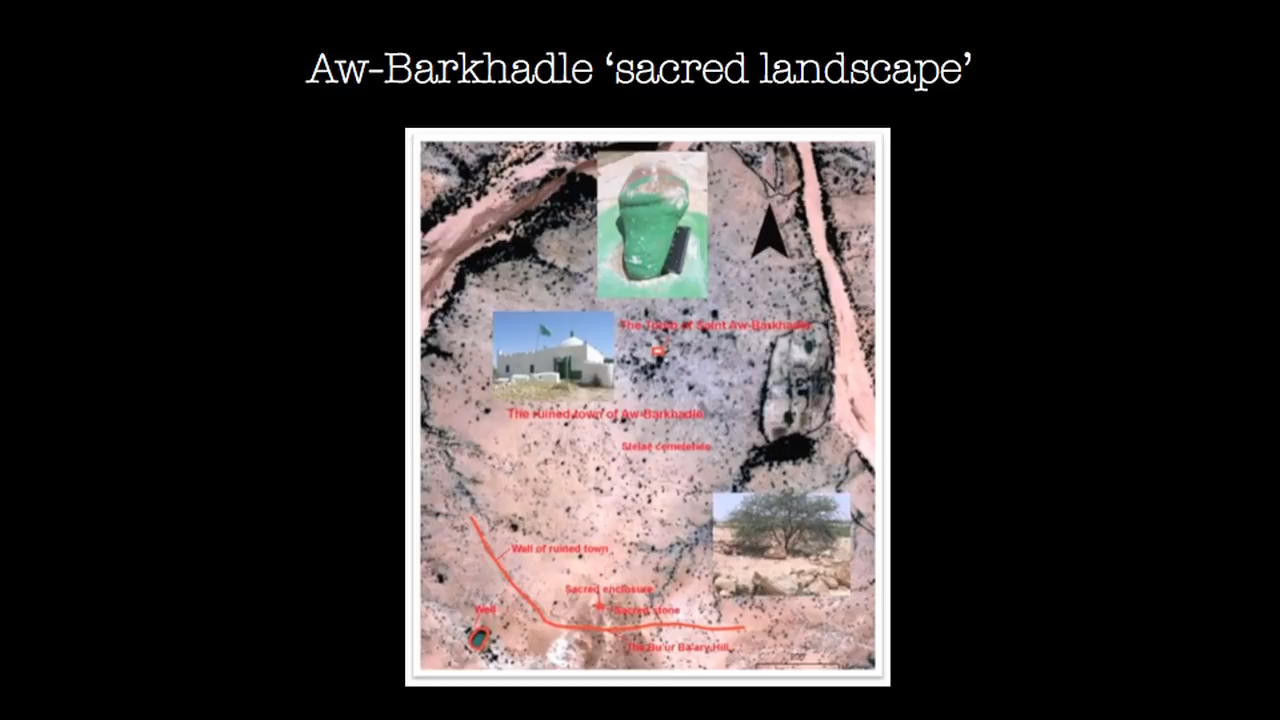 Aw-Barkhadle ‘sacred landscape’
The Tomb of Saint Aw-Barkhadle
The ruined town of Aw-Barkhadle
Stelae cemeteries
Wall of ruined town
Sacred enclosure
Sacred stone
Well
The Bu'ur Ba'ary Hill